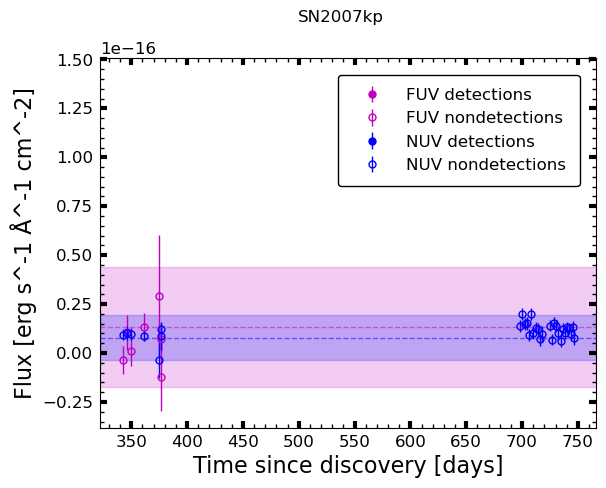 SN2007kp
1e−16
1.50
1.25
1.00
0.75
0.50
0.25
0.00
−0.25
Flux [erg s^-1 Å^-1 cm^-2]
FUV detections
FUV nondetections
NUV detections
NUV nondetections
350 400 450 500 550 600 650 700 750
Time since discovery [days]